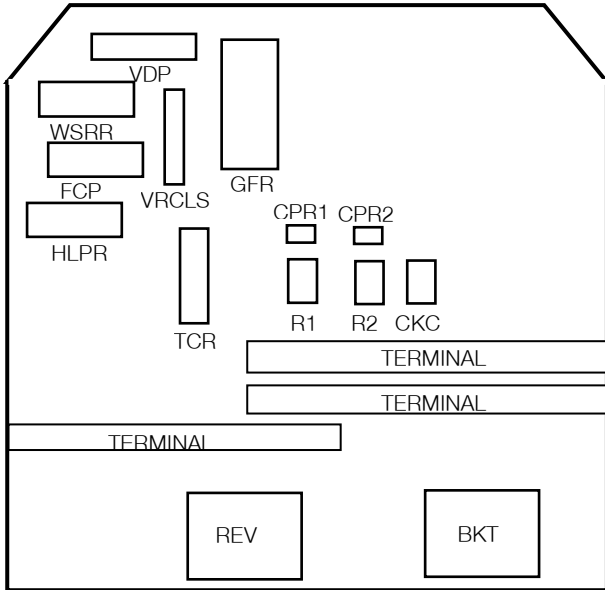 VDP
WSRR
FCP
VRCLS
GFR
HLPR
CPR1 CPR2
TCR
R1 R2 CKC
TERMINAL
TERMINAL
TERMINAL
REV
BKT